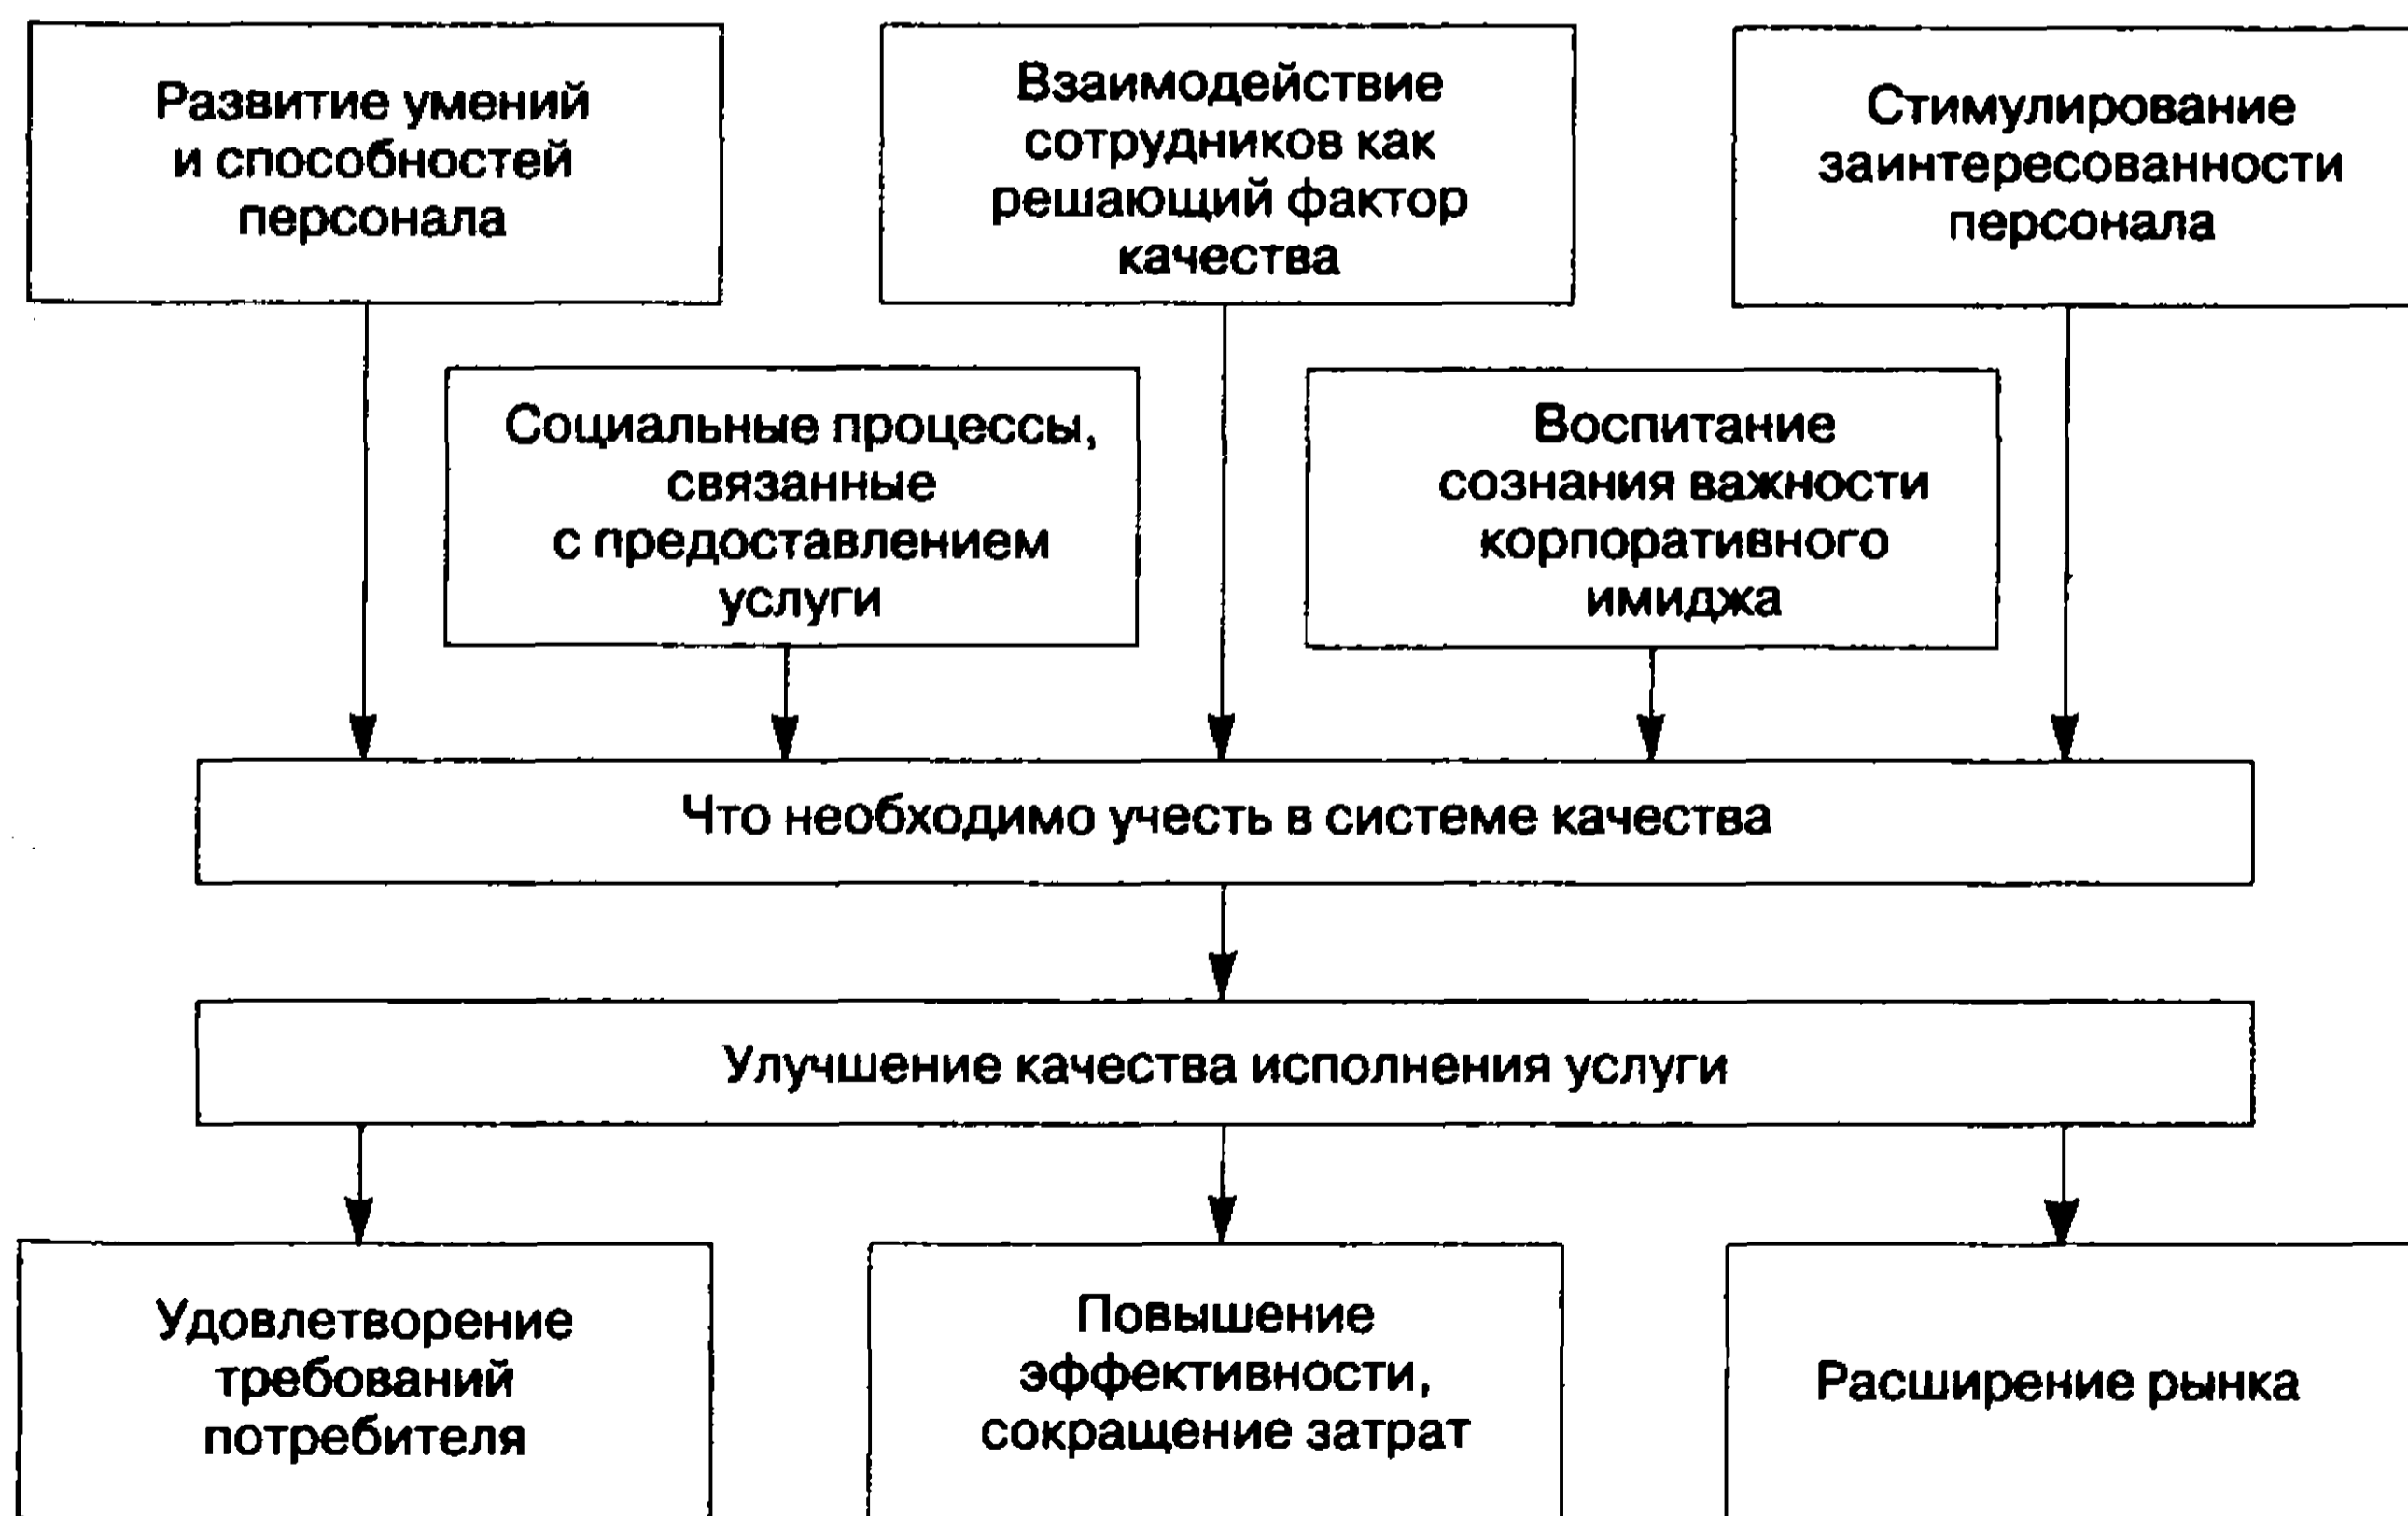 Развитие умений
и способностей
персонала
Взаимодействие
сотрудников как
решающий фактор
качества
Стимулирование
заинтересованности
персонала
Социальные процессы,
связанные
с предоставлением
услуги
Воспитание
сознания важности
корпоративного
имиджа
Что необходимо учесть в системе качества
Улучшение качества исполнения услуги
Удовлетворение
требований
потребителя
Повышение
эффективности,
сокращение затрат
Расширение рынка